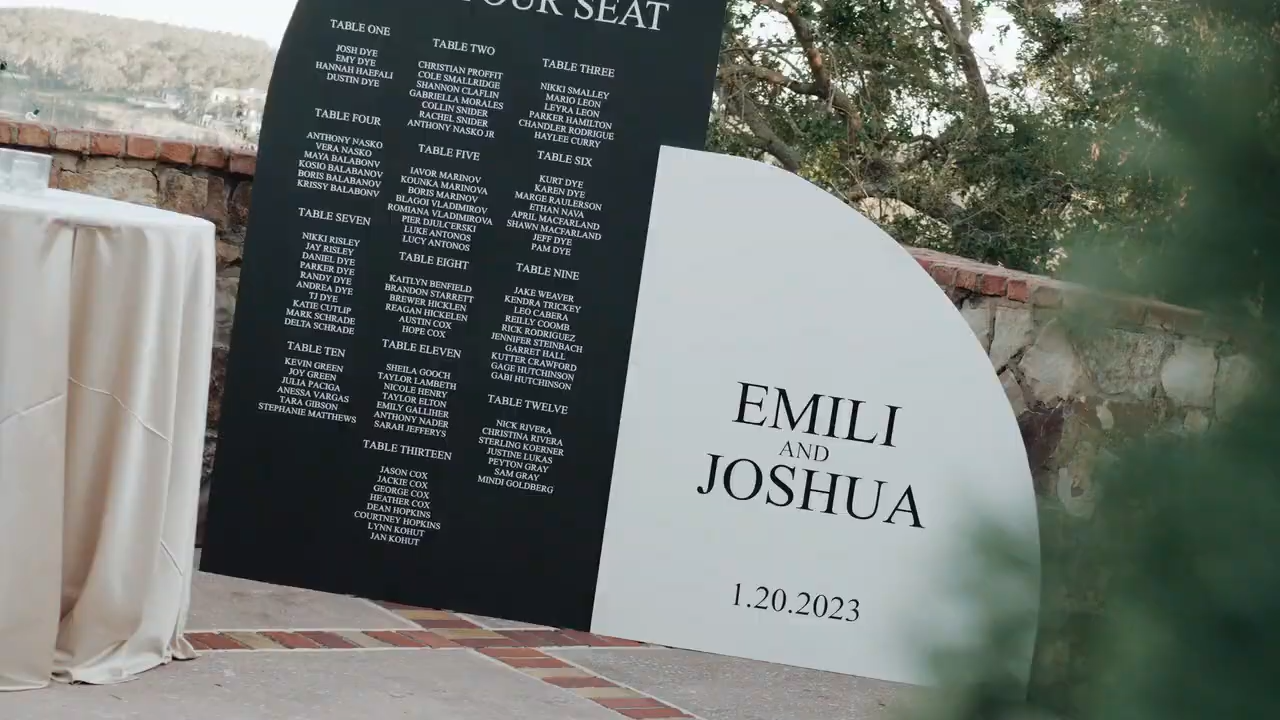 YOUR SEAT
TABLE ONE
JOSH DYE
EMY DYE
HANNAH HAEFALI
DUSTIN DYE
TABLE TWO
CHRISTIAN PROFFIT
COLE SMALLRIDGE
SHANNON CLAFLIN
GABRIELLA MORALES
COLLIN SNIDER
RACHEL SNIDER
ANTHONY NASKO JR
TABLE THREE
NIKKI SMALLEY
MARIO LEON
LEYRA LEON
PARKER HAMILTON
CHANDLER RODRIGUE
HAYLEE CURRY
TABLE FOUR
ANTHONY NASKO
VERA NASKO
MAYA BALABONV
KOSIO BALABANOV
BORIS BALABANOV
KRISSY BALABONV
TABLE FIVE
IAVOR MARINOV
KOUNKA MARINOVA
BORIS MARINOV
BLAGOI VLADIMIROV
ROMIANA VLADIMIROVA
PIER DJULCERSKI
LUKE ANTONOS
LUCY ANTONOS
TABLE SIX
KURT DYE
KAREN DYE
MARGE RAULERSON
ETHAN NAVA
APRIL MACFARLAND
SHAWN MACFARLAND
JEFF DYE
PAM DYE
TABLE SEVEN
NIKKI RISLEY
JAY RISLEY
DANIEL DYE
PARKER DYE
RANDY DYE
ANDREA DYE
TJ DYE
KATIE CUTLIP
MARK SCHRADE
DELTA SCHRADE
TABLE EIGHT
KAITLYN BENFIELD
BRANDON STARRETT
BREWER HICKLEN
REAGAN HICKELEN
AUSTIN COX
HOPE COX
TABLE NINE
JAKE WEAVER
KENDRA TRICKEY
LEO CABERA
REILLY COOMB
RICK RODRIGUEZ
JENNIFER STEINBACH
GARRET HALL
KUTTER CRAWFORD
GAGE HUTCHINSON
GABI HUTCHINSON
TABLE TEN
KEVIN GREEN
JOY GREEN
JULIA PACIGA
ANESSA VARGAS
TARA GIBSON
STEPHANIE MATTHEWS
TABLE ELEVEN
SHEILA GOOCH
TAYLOR LAMBETH
NICOLE HENRY
TAYLOR ELTON
EMILY GALLIHER
ANTHONY NADER
SARAH JEFFERYS
TABLE TWELVE
NICK RIVERA
CHRISTINA RIVERA
STERLING KOERNER
JUSTINE LUKAS
PEYTON GRAY
SAM GRAY
MINDI GOLDBERG
TABLE THIRTEEN
JASON COX
JACKIE COX
GEORGE COX
HEATHER COX
DEAN HOPKINS
COURTNEY HOPKINS
LYNN KOHUT
JAN KOHUT
EMILI
AND
JOSHUA
1.20.2023